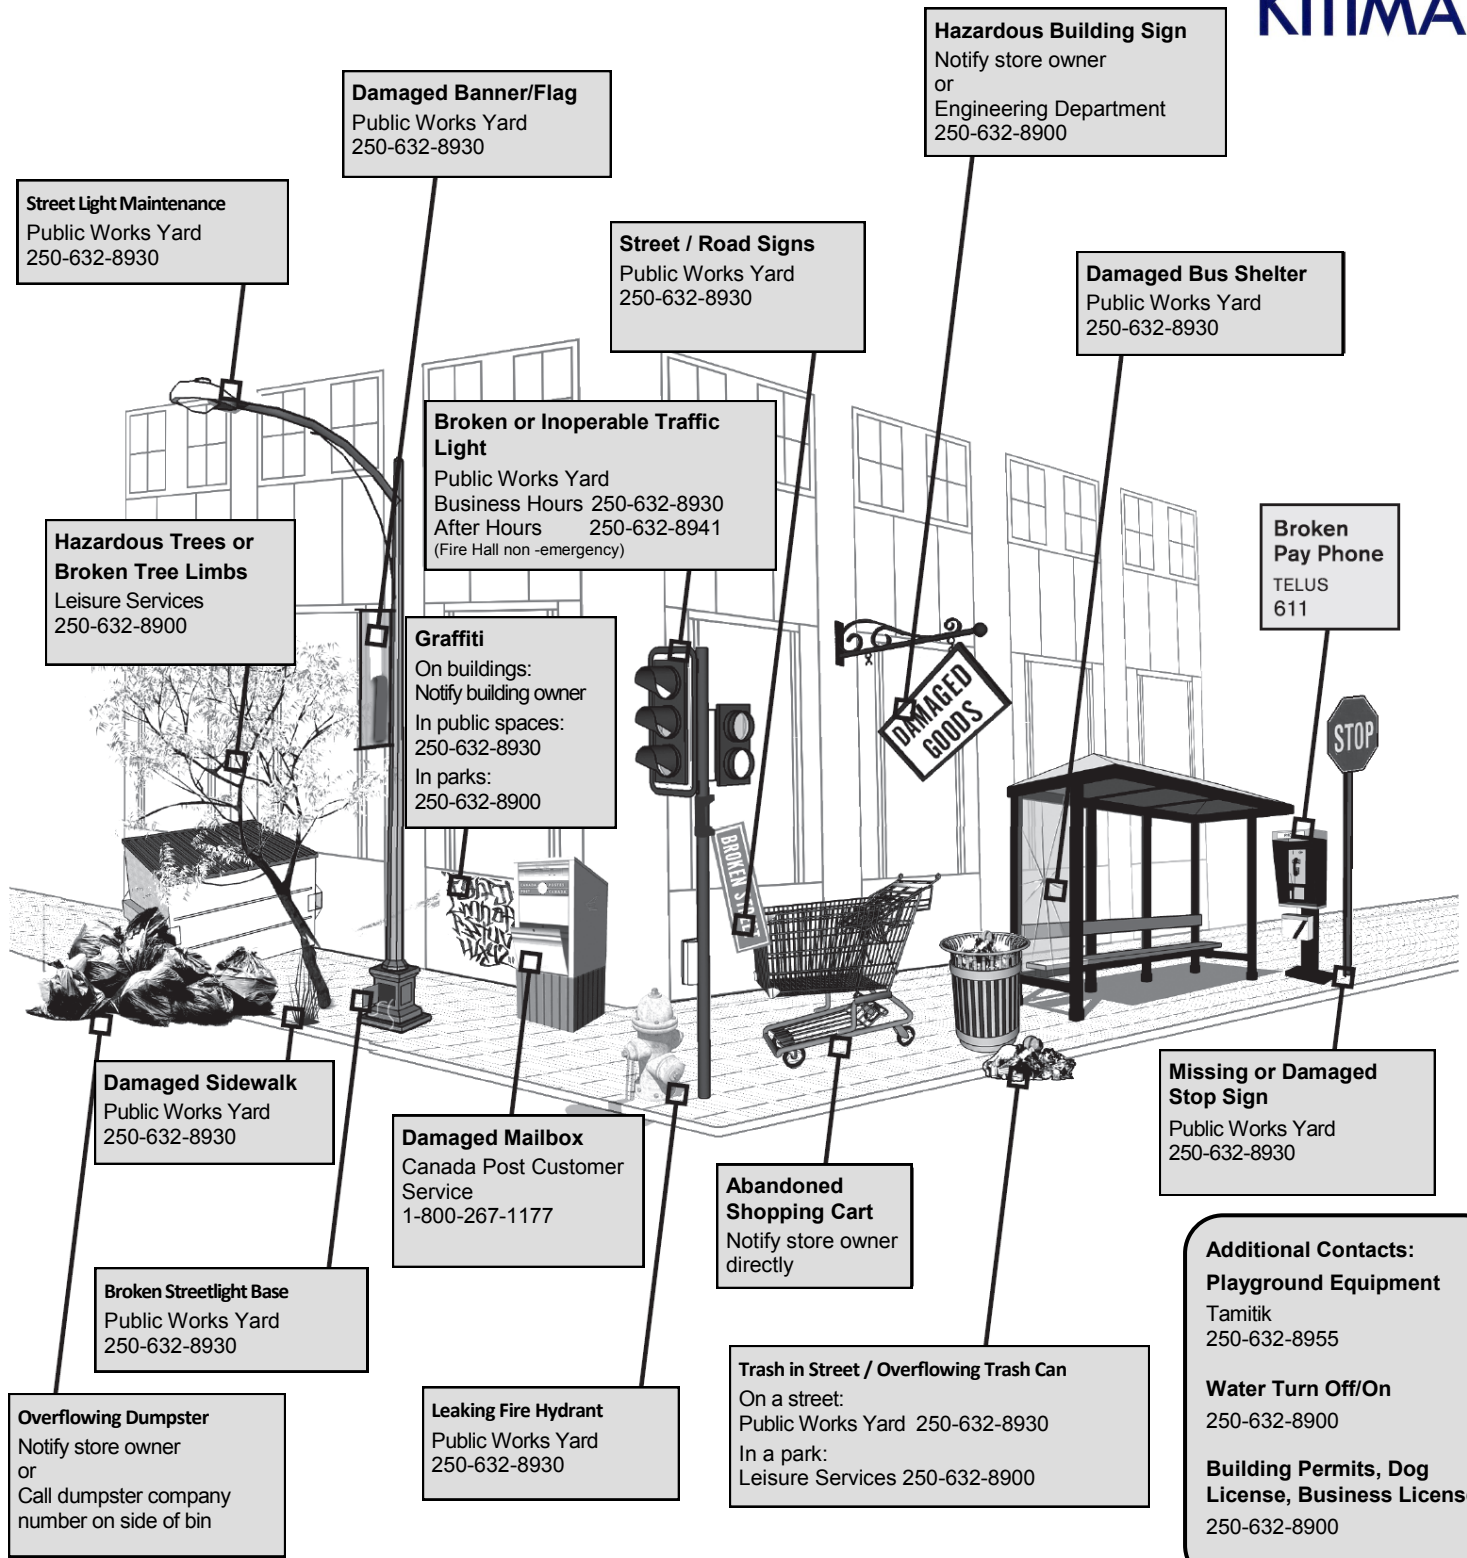 KITIMA
Hazardous Building Sign
Notify store owner
or
Engineering Department
250-632-8900
Damaged Banner/Flag
Public Works Yard
250-632-8930
Street Light Maintenance
Public Works Yard
250-632-8930
Street / Road Signs
Public Works Yard
250-632-8930
Damaged Bus Shelter
Public Works Yard
250-632-8930
Broken or Inoperable Traffic
Light
Public Works Yard
Business Hours 250-632-8930
After Hours 250-632-8941
(Fire Hall non -emergency)
Broken
Pay Phone
TELUS
611
Hazardous Trees or
Broken Tree Limbs
Leisure Services
250-632-8900
Graffiti
On buildings:
Notify building owner
In public spaces:
250-632-8930
In parks:
250-632-8900
DAMAGED
GOODS
STOP
BROKEN
Damaged Sidewalk
Public Works Yard
250-632-8930
Damaged Mailbox
Canada Post Customer
Service
1-800-267-1177
Abandoned
Shopping Cart
Notify store owner
directly
Missing or Damaged
Stop Sign
Public Works Yard
250-632-8930
Broken Streetlight Base
Public Works Yard
250-632-8930
Overflowing Dumpster
Notify store owner
or
Call dumpster company
number on side of bin
Leaking Fire Hydrant
Public Works Yard
250-632-8930
Trash in Street / Overflowing Trash Can
On a street:
Public Works Yard 250-632-8930
In a park:
Leisure Services 250-632-8900
Additional Contacts:
Playground Equipment
Tamitik
250-632-8955
Water Turn Off/On
250-632-8900
Building Permits, Dog
License, Business Licens
250-632-8900